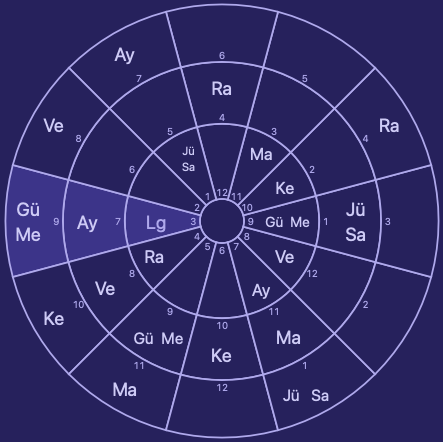 6
Ay
7
5
Ra
Ve
8
4
Ra
4
5
3
Jü
Sa
Ma
6
2
Ke
1 12 11
2 10
Gü
Me
9
Ay
7
Lg
3
9
Gü Me
1
Jü
Sa
3
4 8
5 6 7
Ra
Ve
8
12
Ve
Ay
10
2
Ke
9
11
10
Gü Me
Ke
Ma
11
1
Ma
12
Jü Sa